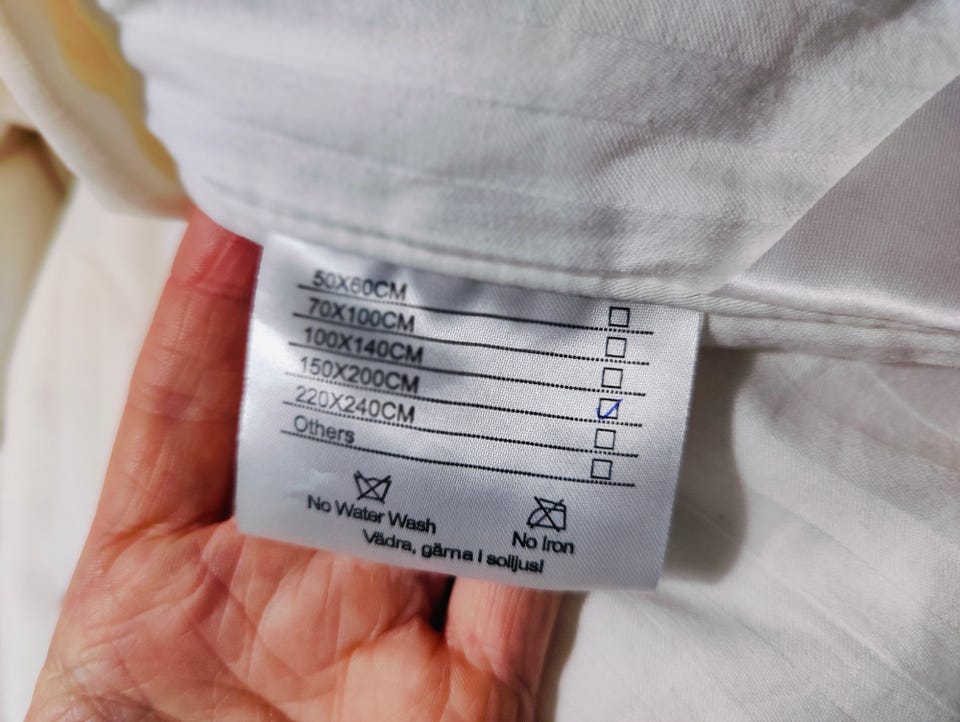 50X60CM
70X100CM
100X140CM
150X200CM
220X240CM
Others
No Water Wash
No Iron
Vädra, gärna i solljus!